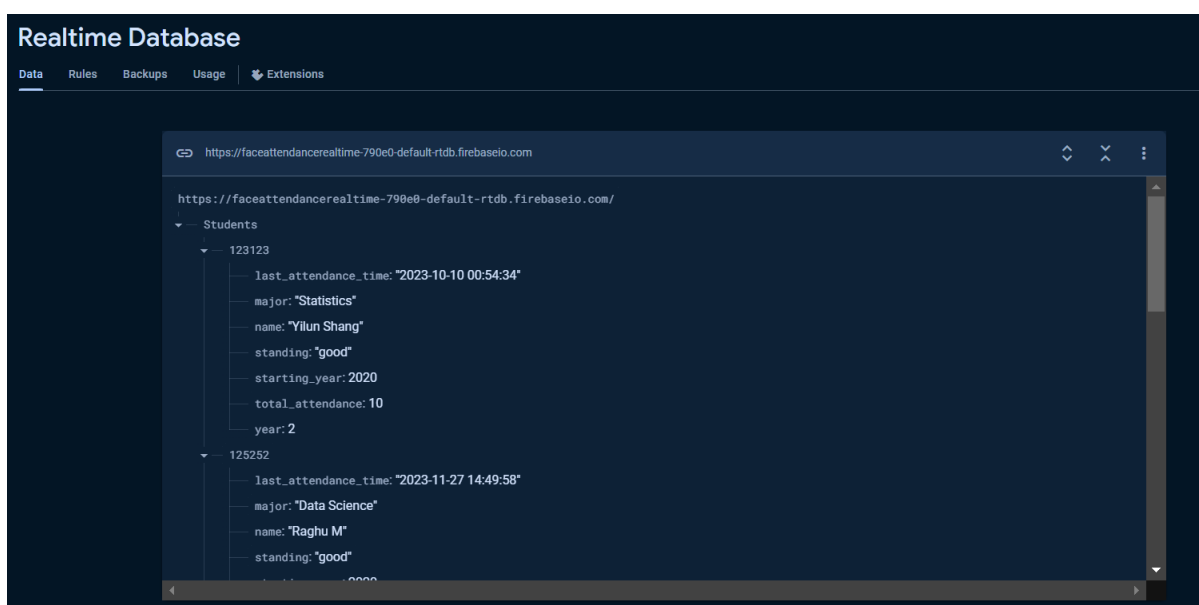 Realtime Database
Data Rules Backups Usage Extensions
https://faceattendancerealtime-790e0-default-rtdb.firebaseio.com
https://faceattendancerealtime-790e0-default-rtdb.firebaseio.com/
Students
123123
last_attendance_time: "2023-10-10 00:54:34"
major: "Statistics"
name: "Yilun Shang"
standing: "good"
starting_year: 2020
total_attendance: 10
year: 2
125252
last_attendance_time: "2023-11-27 14:49:58"
major: "Data Science"
name: "Raghu M"
standing: "good"